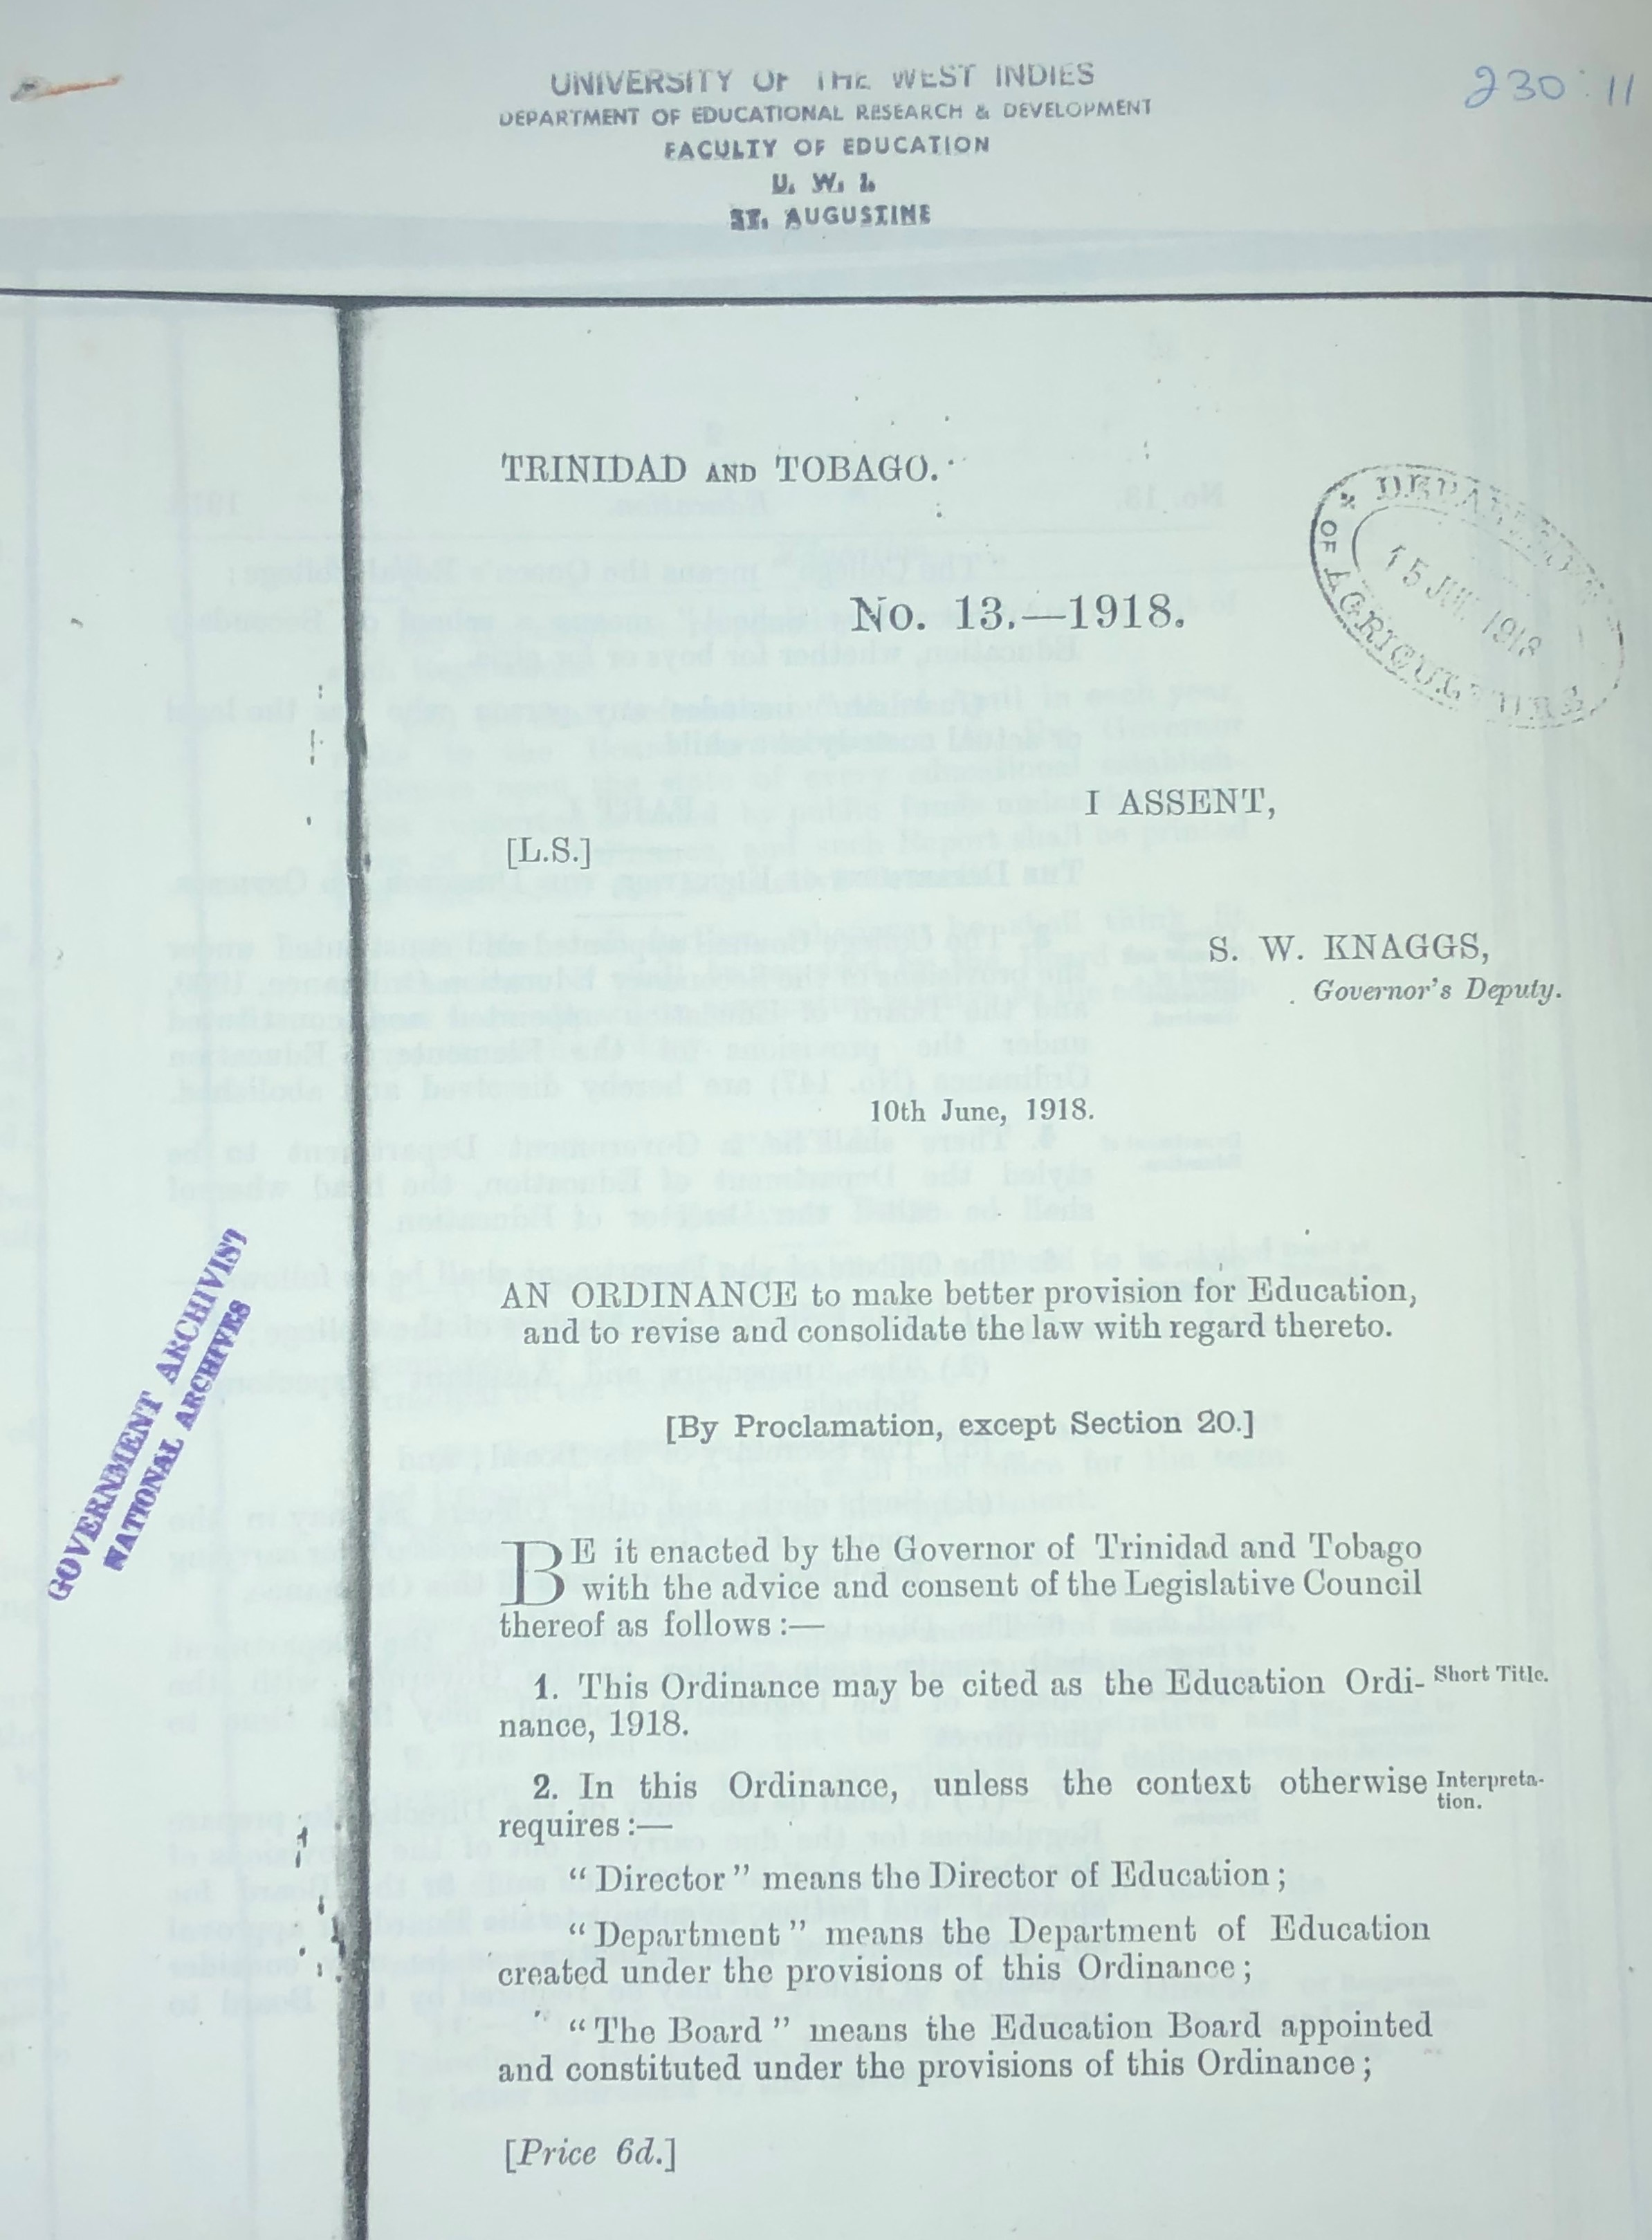 UNIVERSITY OF THE WEST INDIES
DEPARTMENT OF EDUCATIONAL RESEARCH & DEVELOPMENT
FACULTY OF EDUCATION
U. W. I.
ST. AUGUSTINE
230:11
TRINIDAD AND TOBAGO.
DEPARTMENT
OF AGRICULTURE
15 1918
No. 13.—1918.
I ASSENT,
[L.S.]
S. W. KNAGGS,
Governor's Deputy.
10th June, 1918.
GOVERNMENT ARCHIVIST
NATIONAL ARCHIVES
AN ORDINANCE to make better provision for Education,
and to revise and consolidate the law with regard thereto.
[By Proclamation, except Section 20.]
BE it enacted by the Governor of Trinidad and Tobago
with the advice and consent of the Legislative Council
thereof as follows :—
1. This Ordinance may be cited as the Education Ordi- Short Title.
nance, 1918.
2. In this Ordinance, unless the context otherwise Interpreta-
tion.
requires :—
“Director” means the Director of Education ;
“Department” means the Department of Education
created under the provisions of this Ordinance ;
“The Board” means the Education Board appointed
and constituted under the provisions of this Ordinance ;
[Price 6d.]